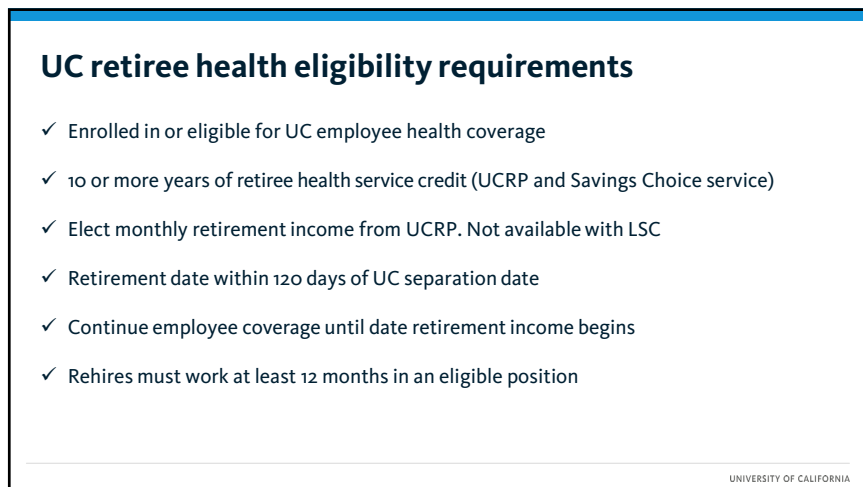 UC retiree health eligibility requirements
✓ Enrolled in or eligible for UC employee health coverage
✓ 10 or more years of retiree health service credit (UCRP and Savings Choice service)
✓ Elect monthly retirement income from UCRP. Not available with LSC
✓ Retirement date within 120 days of UC separation date
✓ Continue employee coverage until date retirement income begins
✓ Rehires must work at least 12 months in an eligible position
UNIVERSITY OF CALIFORNIA